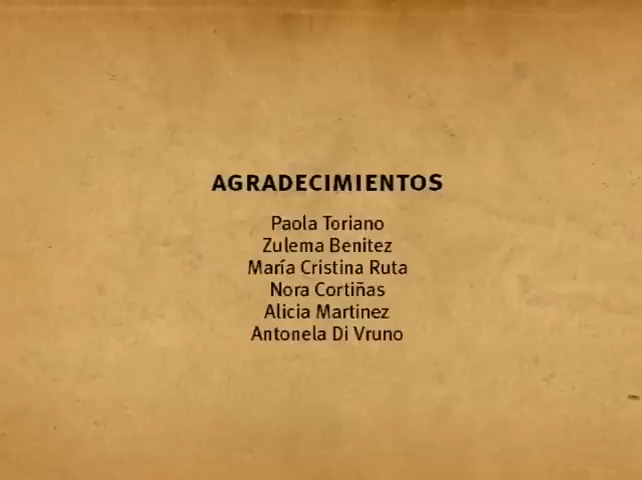 AGRADECIMIENTOS
Paola Toriano
Zulema Benitez
María Cristina Ruta
Nora Cortiñas
Alicia Martinez
Antonela Di Vruno